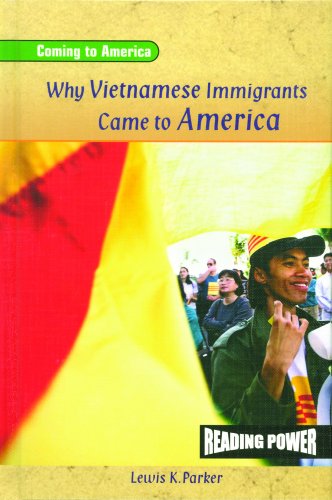 Coming to America
Why Vietnamese Immigrants
Came to America
READING POWER
Lewis K. Parker